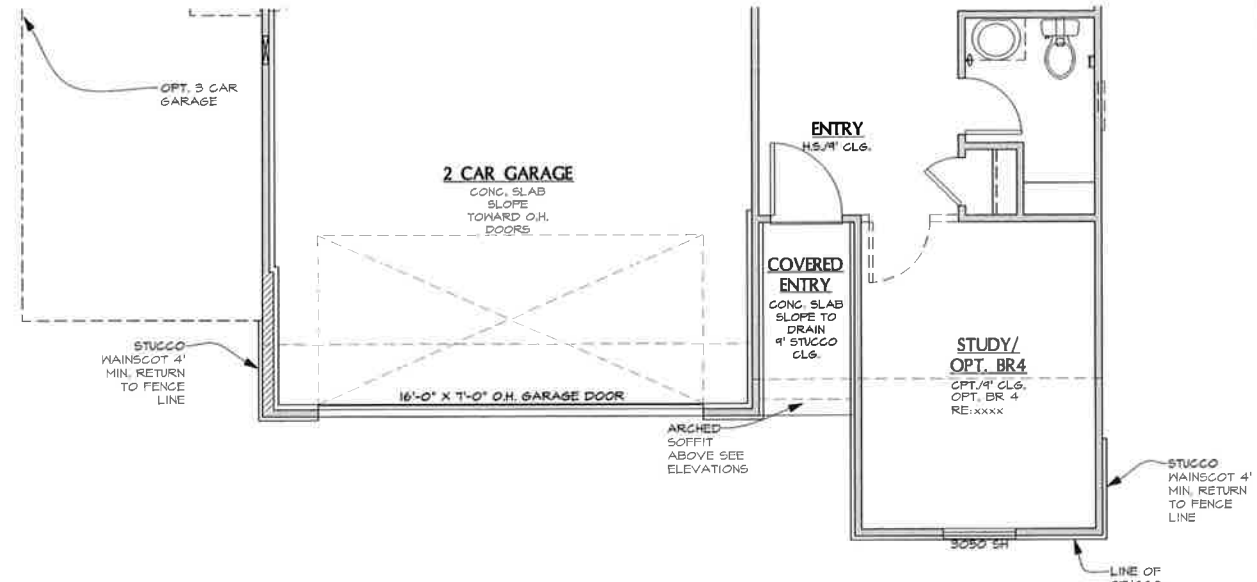 OPT. 3 CAR
GARAGE
2 CAR GARAGE
CONC. SLAB
SLOPE
TOWARD O.H.
DOORS
ENTRY
H.S./9' CLG.
COVERED
ENTRY
CONC. SLAB
SLOPE TO
DRAIN
9' STUCCO
CLG.
STUDY/
OPT. BR4
CPT./9' CLG.
OPT. BR 4
RE: xxxx
STUCCO
WAINSCOT 4'
MIN. RETURN
TO FENCE
LINE
16'-0" X 7'-0" O.H. GARAGE DOOR
ARCHED
SOFFIT
ABOVE SEE
ELEVATIONS
STUCCO
WAINSCOT 4'
MIN. RETURN
TO FENCE
LINE
3050 SH
LINE OF